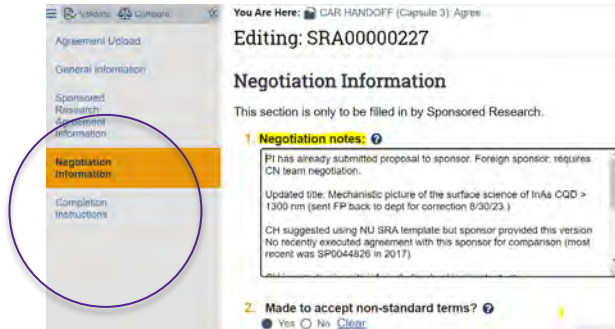 Validate Compare
You Are Here: CAR HANDOFF (Capsule 3): Agree...
Editing: SRA00000227
Agreement Upload
General Information
Sponsored
Research
Agreement
Information
Negotiation
Information
Completion
Instructions
Negotiation Information
This section is only to be filled in by Sponsored Research.
1. Negotiation notes:
PI has already submitted proposal to sponsor. Foreign sponsor, requires
CN team negotiation.
Updated title: Mechanistic picture of the surface science of InAs CQD >
1300 nm (sent FP back to dept for correction 8/30/23.)
CH suggested using NU SRA template but sponsor provided this version
No recently executed agreement with this sponsor for comparison (most
recent was SP0044826 in 2017)
2. Made to accept non-standard terms?
Yes No Clear